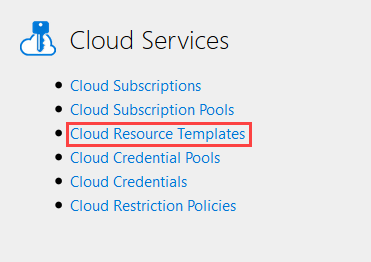 Cloud Services
Cloud Subscriptions
Cloud Subscription Pools
Cloud Resource Templates
Cloud Credential Pools
Cloud Credentials
Cloud Restriction Policies